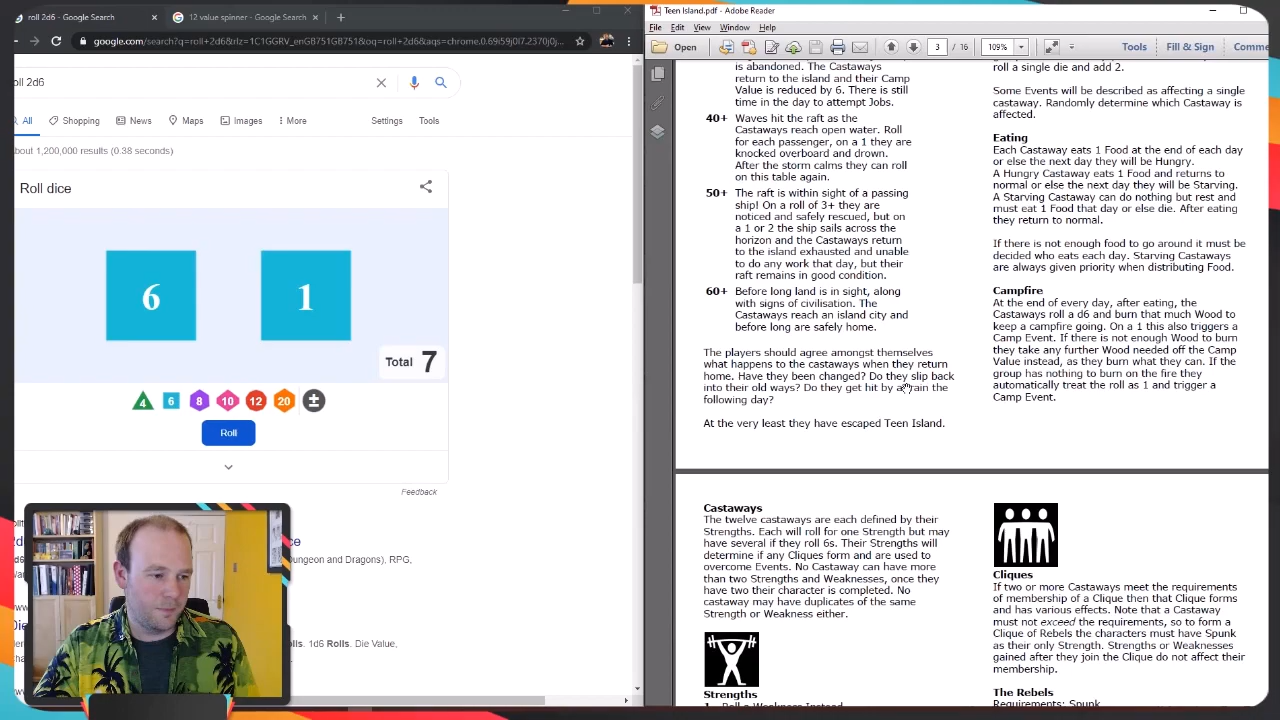 roll 2d6 - Google Search
12 value spinner - Google Search
google.com/search?q=roll+2d6&rlz=1C1GGRV_enGB751GB751&oq=roll+2d6&aqs=chrome.0.69i59j0l7.2370j0j
oll 2d6
All
Shopping
News
Maps
Images
More
Settings
Tools
bout 1,200,000 results (0.38 seconds)
Roll dice
6
1
Total 7
4
6
8
10
12
20
Roll
Feedback
ce
ungeon and Dragons), RPG,
lls. 1d6 Rolls. Die Value,
Teen Island.pdf - Adobe Reader
File Edit View Window Help
Open
3 / 16
109%
Tools
Fill & Sign
Comme
is abandoned. The Castaways
return to the island and their Camp
Value is reduced by 6. There is still
time in the day to attempt Jobs.
40+ Waves hit the raft as the
Castaways reach open water. Roll
for each passenger, on a 1 they are
knocked overboard and drown.
After the storm calms they can roll
on this table again.
50+ The raft is within sight of a passing
ship! On a roll of 3+ they are
noticed and safely rescued, but on
a 1 or 2 the ship sails across the
horizon and the Castaways return
to the island exhausted and unable
to do any work that day, but their
raft remains in good condition.
60+ Before long land is in sight, along
with signs of civilisation. The
Castaways reach an island city and
before long are safely home.
The players should agree amongst themselves
what happens to the castaways when they return
home. Have they been changed? Do they slip back
into their old ways? Do they get hit by a train the
following day?
At the very least they have escaped Teen Island.
roll a single die and add 2.
Some Events will be described as affecting a single
castaway. Randomly determine which Castaway is
affected.
Eating
Each Castaway eats 1 Food at the end of each day
or else the next day they will be Hungry.
A Hungry Castaway eats 1 Food and returns to
normal or else the next day they will be Starving.
A Starving Castaway can do nothing but rest and
must eat 1 Food that day or else die. After eating
they return to normal.
If there is not enough food to go around it must be
decided who eats each day. Starving Castaways
are always given priority when distributing Food.
Campfire
At the end of every day, after eating, the
Castaways roll a d6 and burn that much Wood to
keep a campfire going. On a 1 this also triggers a
Camp Event. If there is not enough Wood to burn
they take any further Wood needed off the Camp
Value instead, as they burn what they can. If the
group has nothing to burn on the fire they
automatically treat the roll as 1 and trigger a
Camp Event.
Castaways
The twelve castaways are each defined by their
Strengths. Each will roll for one Strength but may
have several if they roll 6s. Their Strengths will
determine if any Cliques form and are used to
overcome Events. No Castaway can have more
than two Strengths and Weaknesses, once they
have two their character is completed. No
castaway may have duplicates of the same
Strength or Weakness either.
Strengths
1 - Roll a Weakness Instead
Cliques
If two or more Castaways meet the requirements
of membership of a Clique then that Clique forms
and has various effects. Note that a Castaway
must not exceed the requirements, so to form a
Clique of Rebels the characters must have Spunk
as their only Strength. Strengths or Weaknesses
gained after they join the Clique do not affect their
membership.
The Rebels
Requirements: Spunk